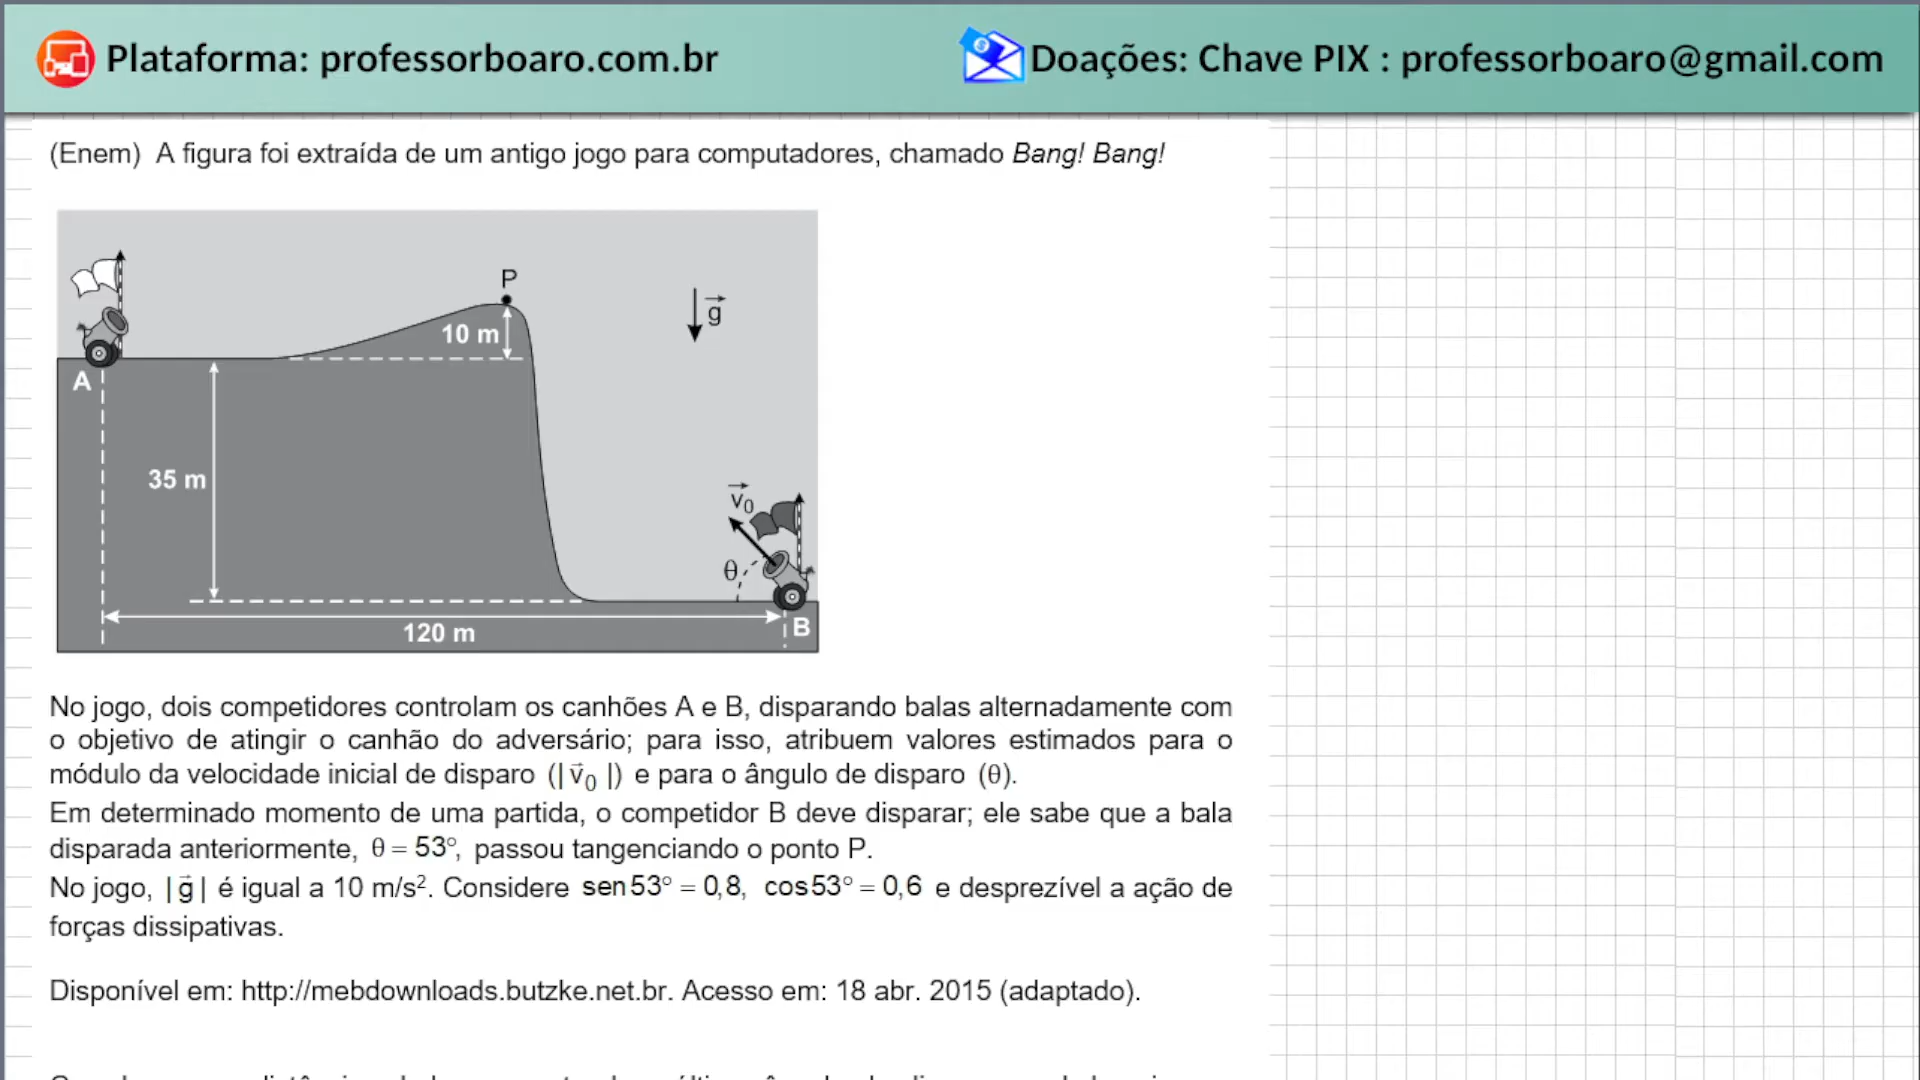 Plataforma: professorboaro.com.br
Doações: Chave PIX : professorboaro@gmail.com
(Enem) A figura foi extraída de um antigo jogo para computadores, chamado Bang! Bang!
P
10 m
g
A
35 m
v0
θ
120 m
B
No jogo, dois competidores controlam os canhões A e B, disparando balas alternadamente com
o objetivo de atingir o canhão do adversário; para isso, atribuem valores estimados para o
módulo da velocidade inicial de disparo (|v⃗0 |) e para o ângulo de disparo (θ).
Em determinado momento de uma partida, o competidor B deve disparar; ele sabe que a bala
disparada anteriormente, θ = 53°, passou tangenciando o ponto P.
No jogo, |g⃗| é igual a 10 m/s². Considere sen53° = 0,8, cos53° = 0,6 e desprezível a ação de
forças dissipativas.
Disponível em: http://mebdownloads.butzke.net.br. Acesso em: 18 abr. 2015 (adaptado).